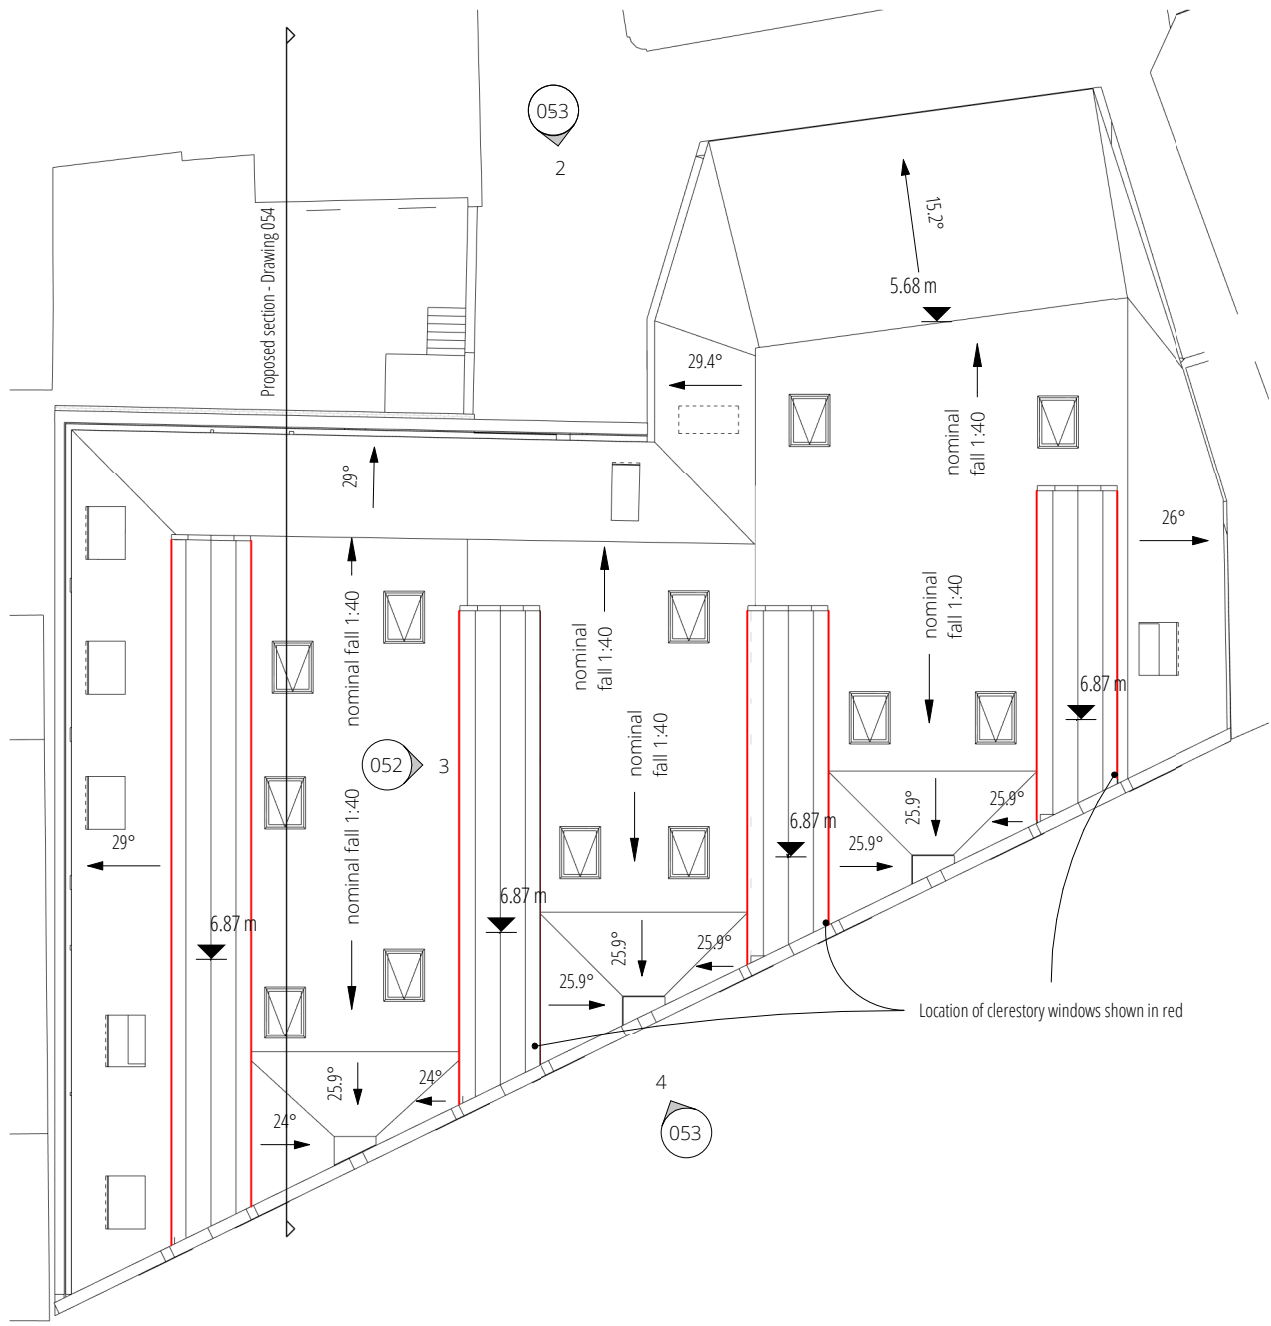 053
2
Proposed section - Drawing 054
15.2°
5.68 m
29.4°
nominal
fall 1:40
29°
26°
nominal fall 1:40
nominal
fall 1:40
nominal
fall 1:40
6.87 m
nominal
fall 1:40
052
3
nominal fall 1:40
25.9°
25.9°
6.87 m
25.9°
29°
6.87 m
6.87 m
25.9°
25.9°
25.9°
Location of clerestory windows shown in red
25.9°
24°
24°
4
053